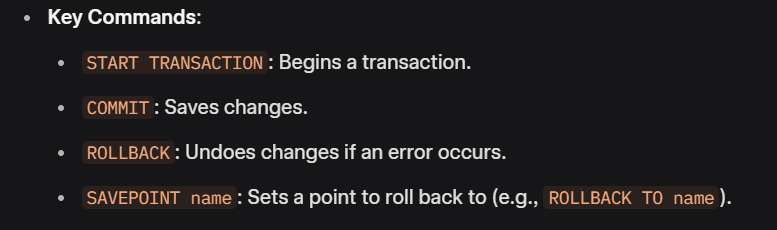 Key Commands:
START TRANSACTION: Begins a transaction.
COMMIT: Saves changes.
ROLLBACK: Undoes changes if an error occurs.
SAVEPOINT name: Sets a point to roll back to (e.g., ROLLBACK TO name).